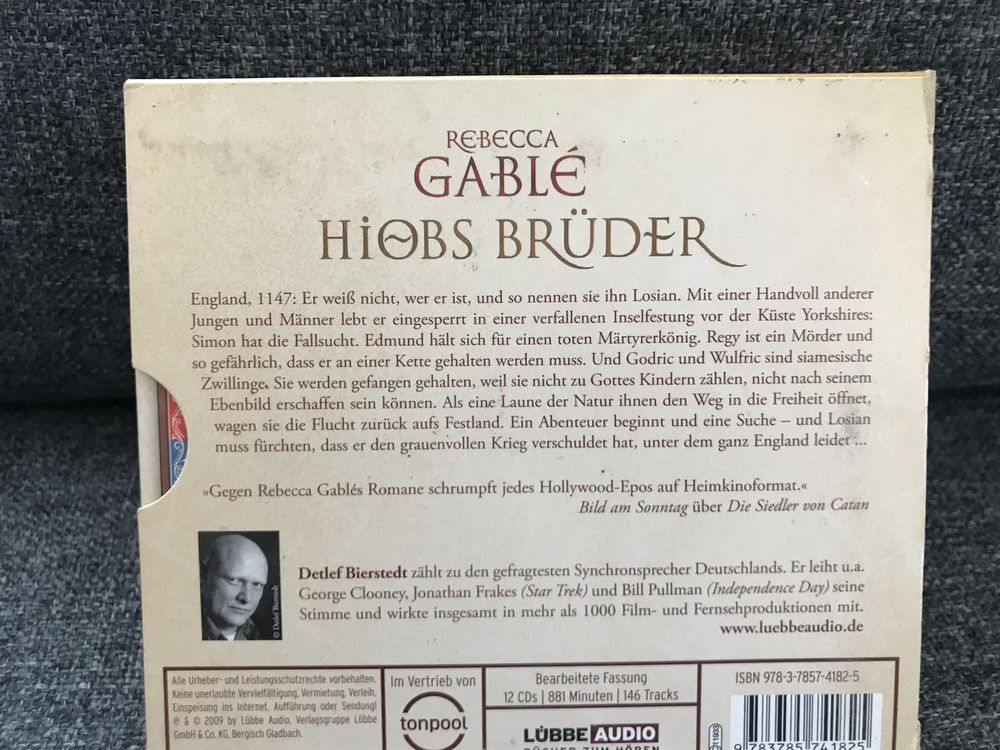 REBECCA
GABLÉ
HIOBS BRÜDER
England, 1147: Er weiß nicht, wer er ist, und so nennen sie ihn Losian. Mit einer Handvoll anderer
Jungen und Männer lebt er eingesperrt in einer verfallenen Inselfestung vor der Küste Yorkshires:
Simon hat die Fallsucht. Edmund hält sich für einen toten Märtyrerkönig. Regy ist ein Mörder und
so gefährlich, dass er an einer Kette gehalten werden muss. Und Godric und Wulfric sind siamesische
Zwillinge. Sie werden gefangen gehalten, weil sie nicht zu Gottes Kindern zählen, nicht nach seinem
Ebenbild erschaffen sein können. Als eine Laune der Natur ihnen den Weg in die Freiheit öffnet,
wagen sie die Flucht zurück aufs Festland. Ein Abenteuer beginnt und eine Suche – und Losian
muss fürchten, dass er den grauenvollen Krieg verschuldet hat, unter dem ganz England leidet ...
»Gegen Rebecca Gablés Romane schrumpft jedes Hollywood-Epos auf Heimkinoformat.«
Bild am Sonntag über Die Siedler von Catan
© Detlef Bierstedt
Detlef Bierstedt zählt zu den gefragtesten Synchronsprecher Deutschlands. Er leiht u.a.
George Clooney, Jonathan Frakes (Star Trek) und Bill Pullman (Independence Day) seine
Stimme und wirkte insgesamt in mehr als 1000 Film- und Fernsehproduktionen mit.
www.luebbeaudio.de
Alle Urheber- und Leistungsschutzrechte vorbehalten.
Keine unerlaubte Vervielfältigung, Vermietung, Verleih,
Einspeisung ins Internet, Aufführung oder Sendung!
℗ & © 2009 by Lübbe Audio, Verlagsgruppe Lübbe
GmbH & Co. KG, Bergisch Gladbach.
Im Vertrieb von
tonpool
Bearbeitete Fassung
12 CDs | 881 Minuten | 146 Tracks
LÜBBE AUDIO
BÜCHER ZUM HÖREN
ISBN 978-3-7857-4182-5
9 783785 741825